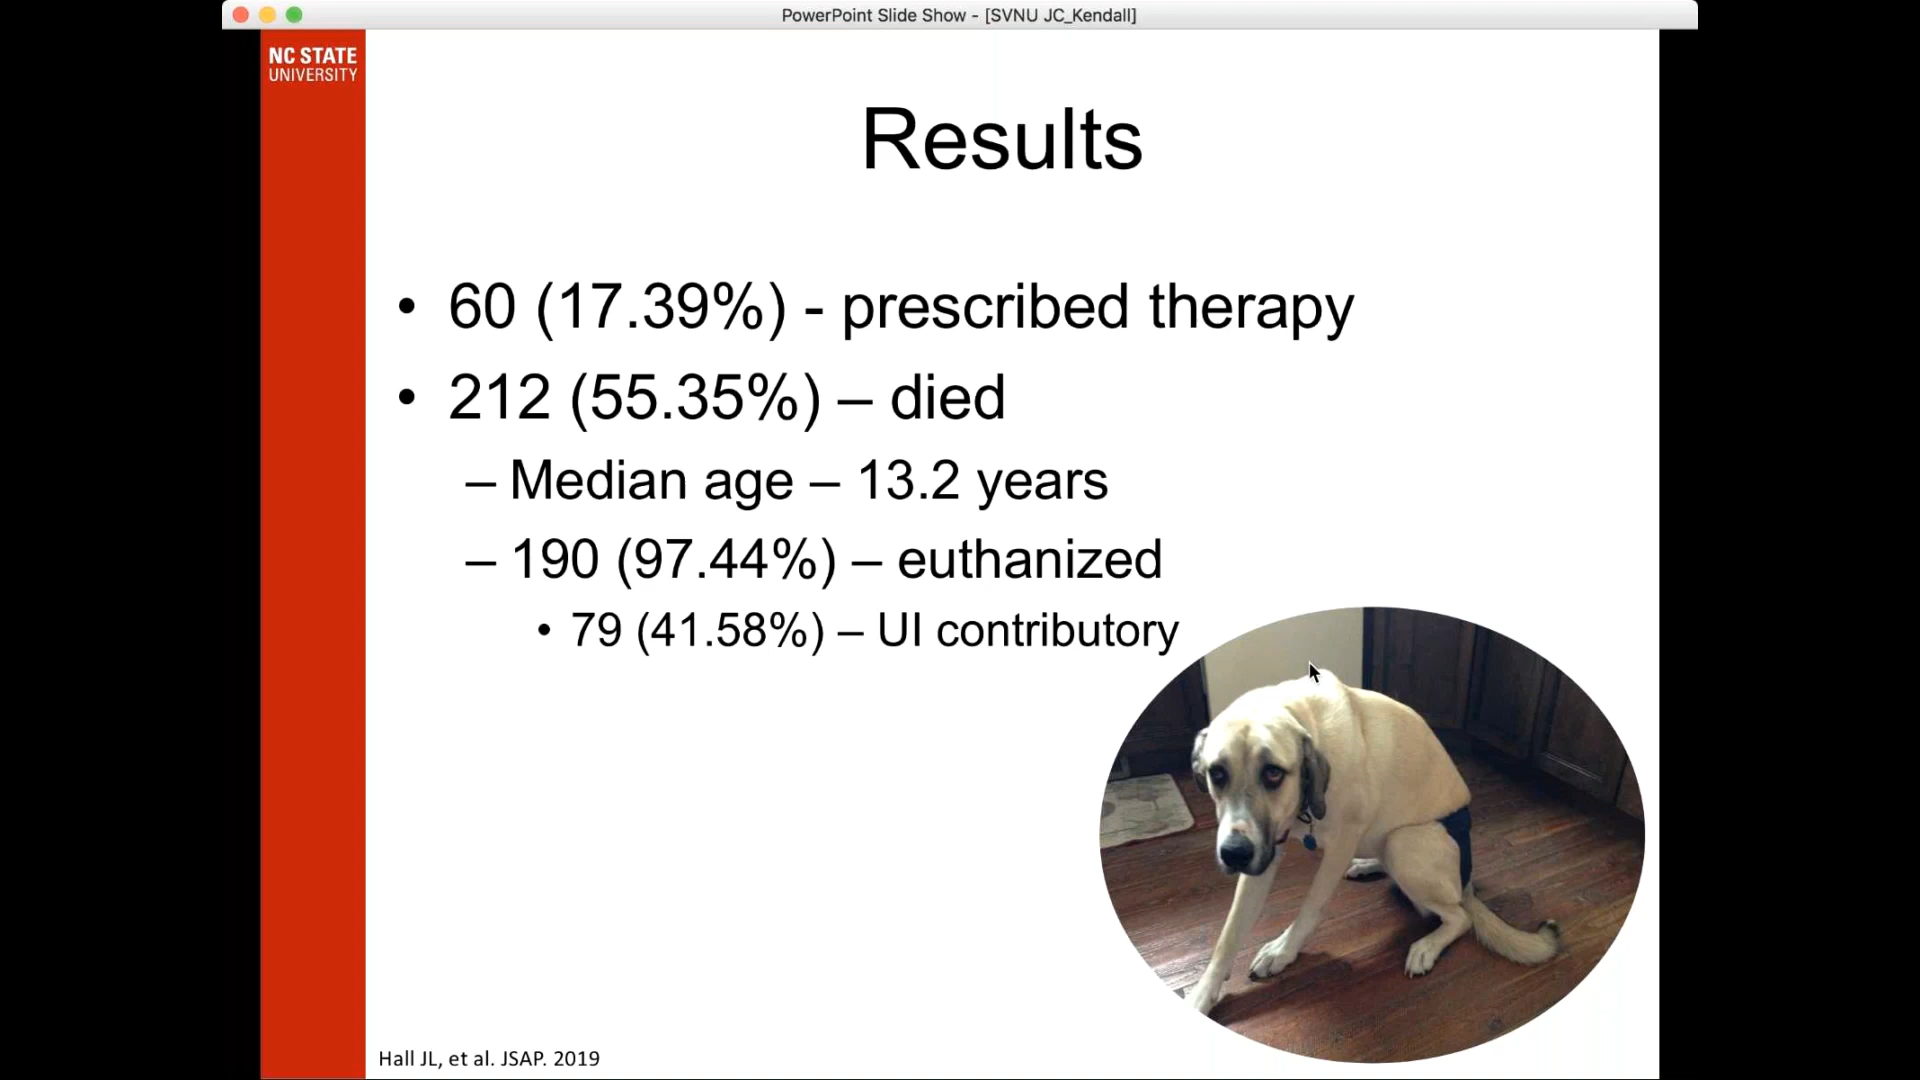 PowerPoint Slide Show - [SVNU JC_Kendall]
NC STATE
UNIVERSITY
Results
• 60 (17.39%) - prescribed therapy
• 212 (55.35%) – died
– Median age – 13.2 years
– 190 (97.44%) – euthanized
• 79 (41.58%) – UI contributory
Hall JL, et al. JSAP. 2019